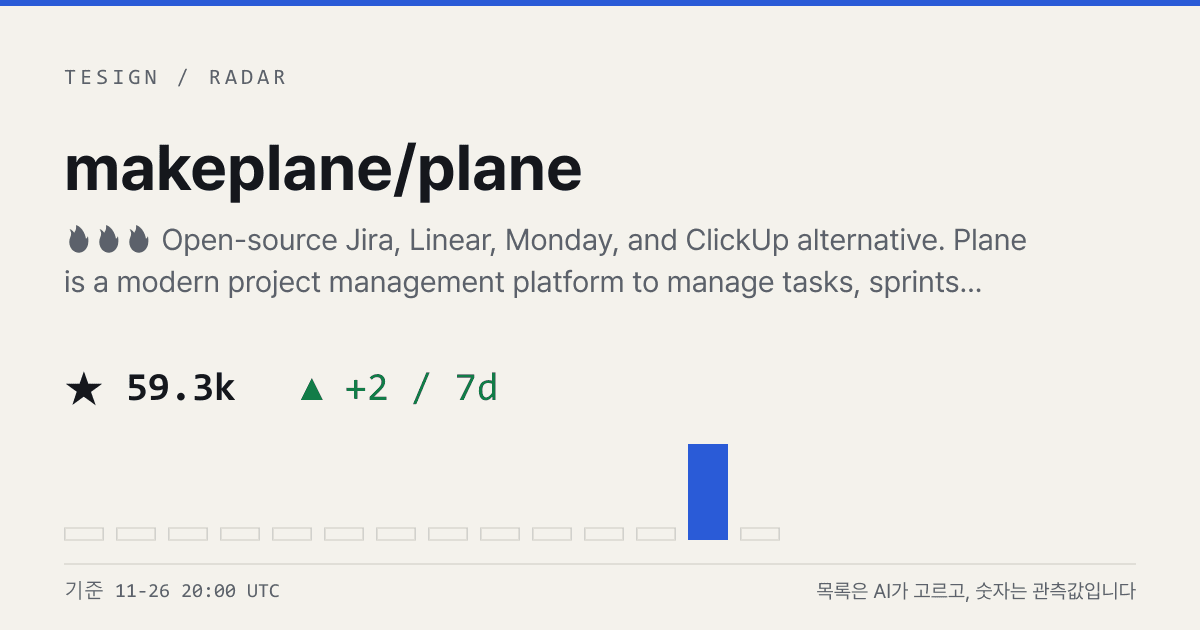 TESIGN / RADAR
makeplane/plane
🔥🔥🔥 Open-source Jira, Linear, Monday, and ClickUp alternative. Plane
is a modern project management platform to manage tasks, sprints...
★ 59.3k ▲ +2 / 7d
기준 11-26 20:00 UTC
목록은 AI가 고르고, 숫자는 관측값입니다